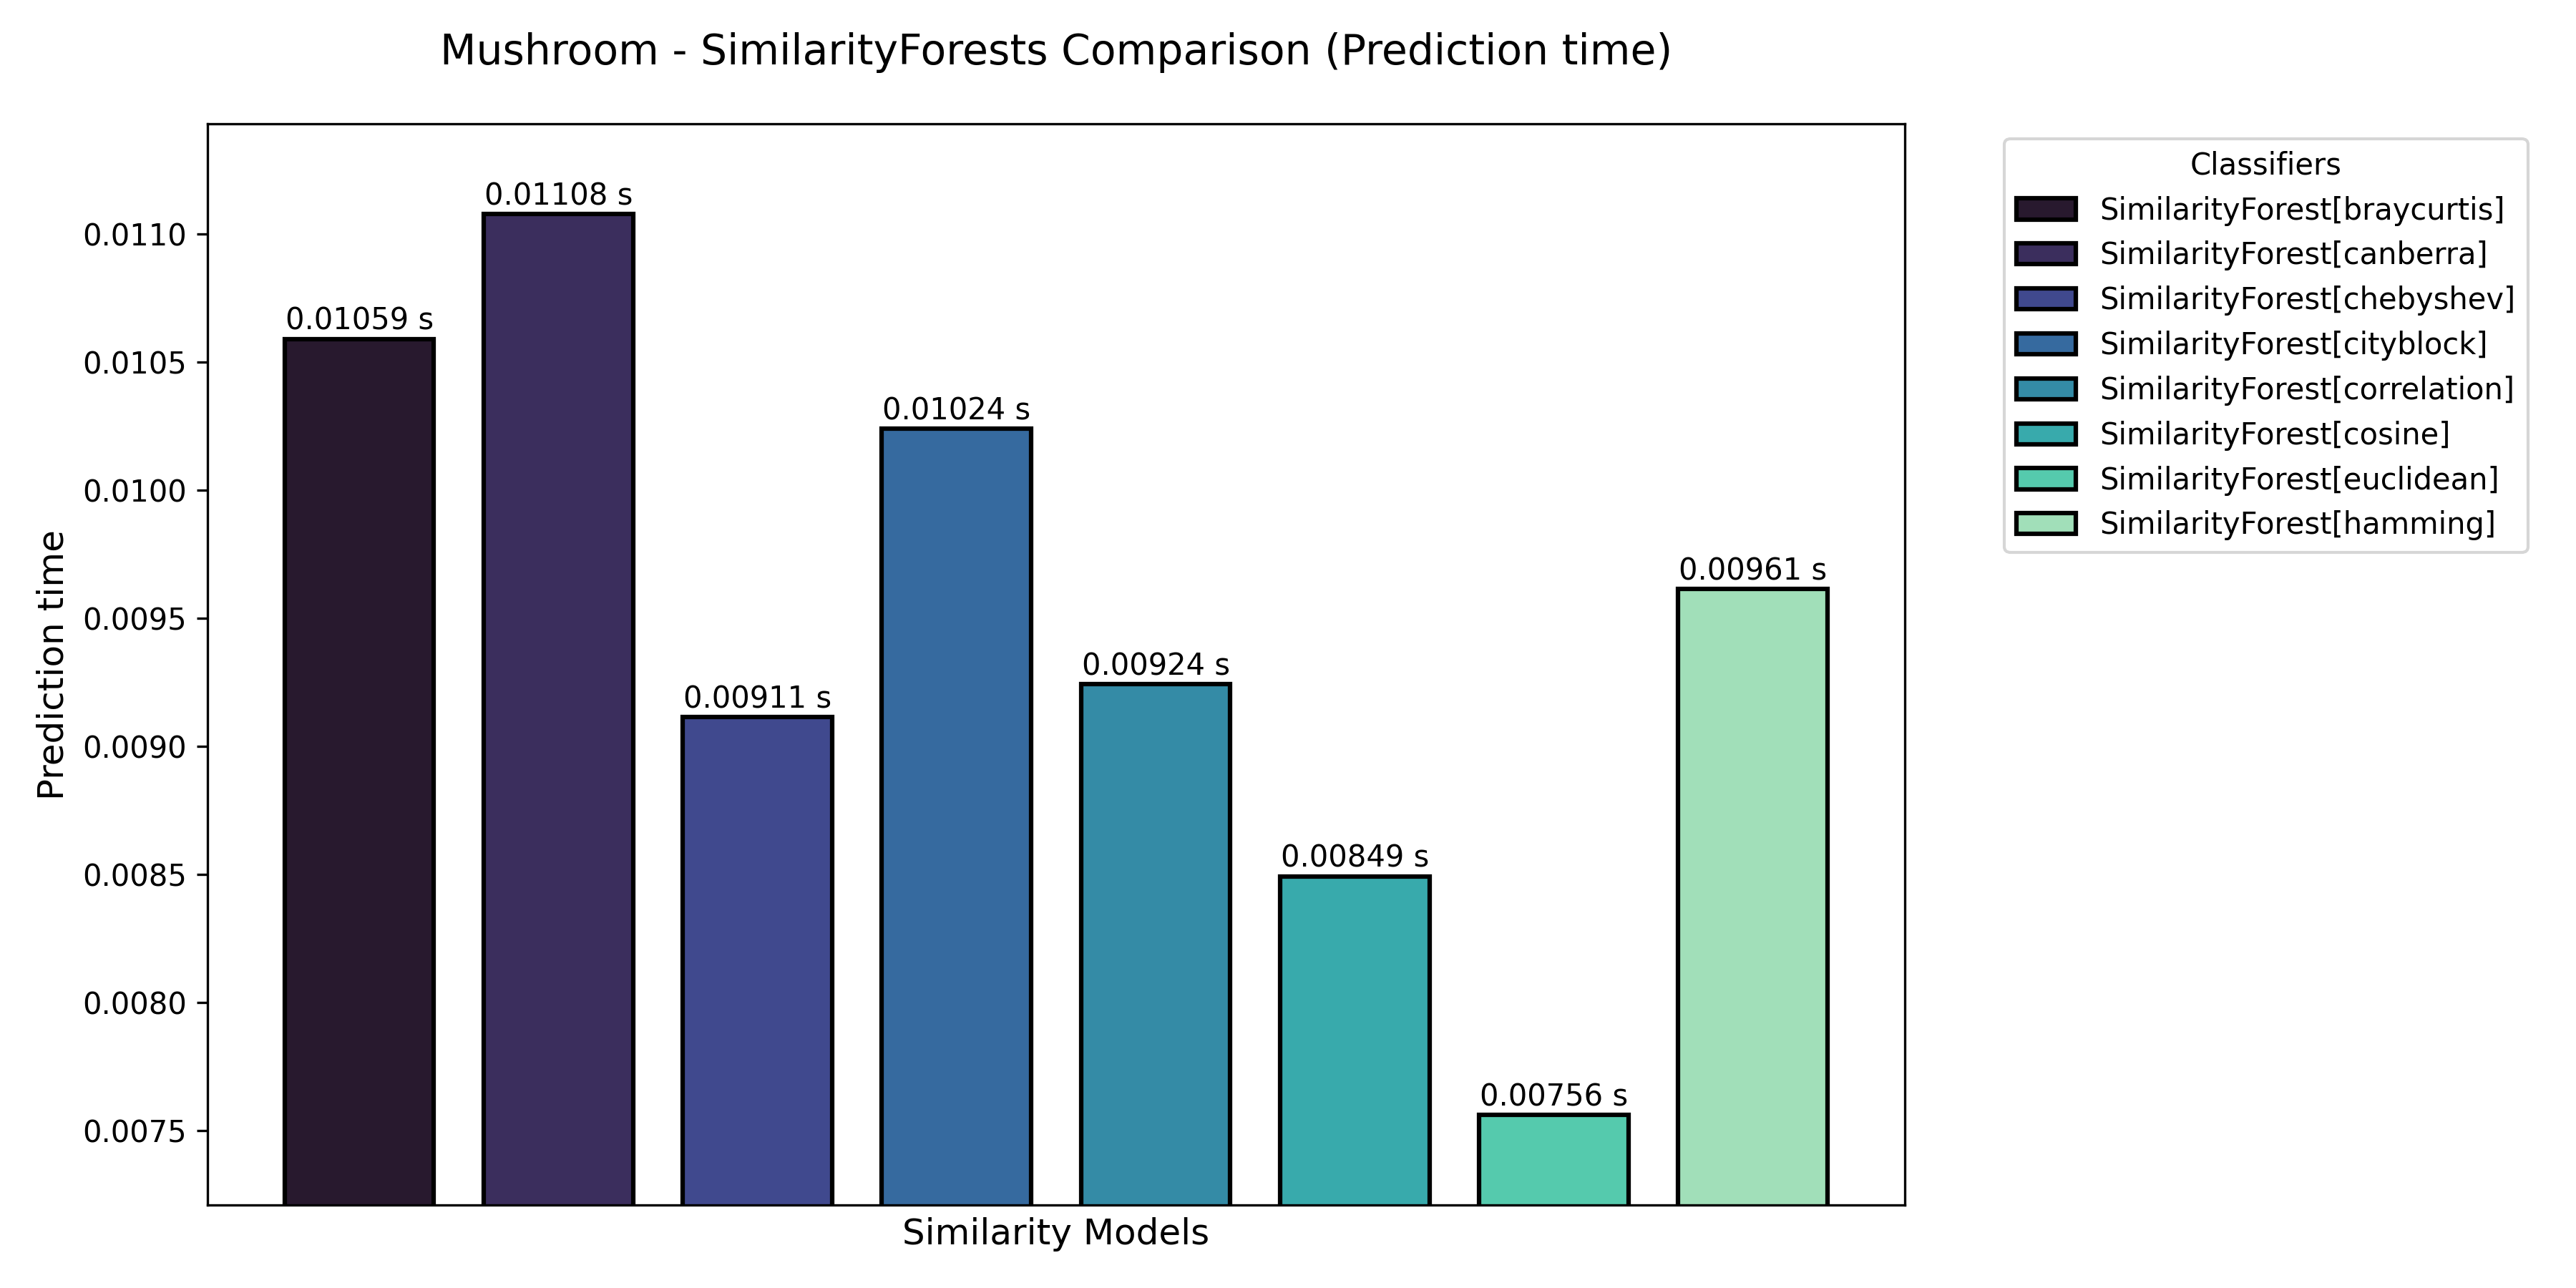 Mushroom - SimilarityForests Comparison (Prediction time)
Prediction time
0.0110
0.0105
0.0100
0.0095
0.0090
0.0085
0.0080
0.0075
0.01059 s
0.01108 s
0.00911 s
0.01024 s
0.00924 s
0.00849 s
0.00756 s
0.00961 s
Similarity Models
Classifiers
SimilarityForest[braycurtis]
SimilarityForest[canberra]
SimilarityForest[chebyshev]
SimilarityForest[cityblock]
SimilarityForest[correlation]
SimilarityForest[cosine]
SimilarityForest[euclidean]
SimilarityForest[hamming]